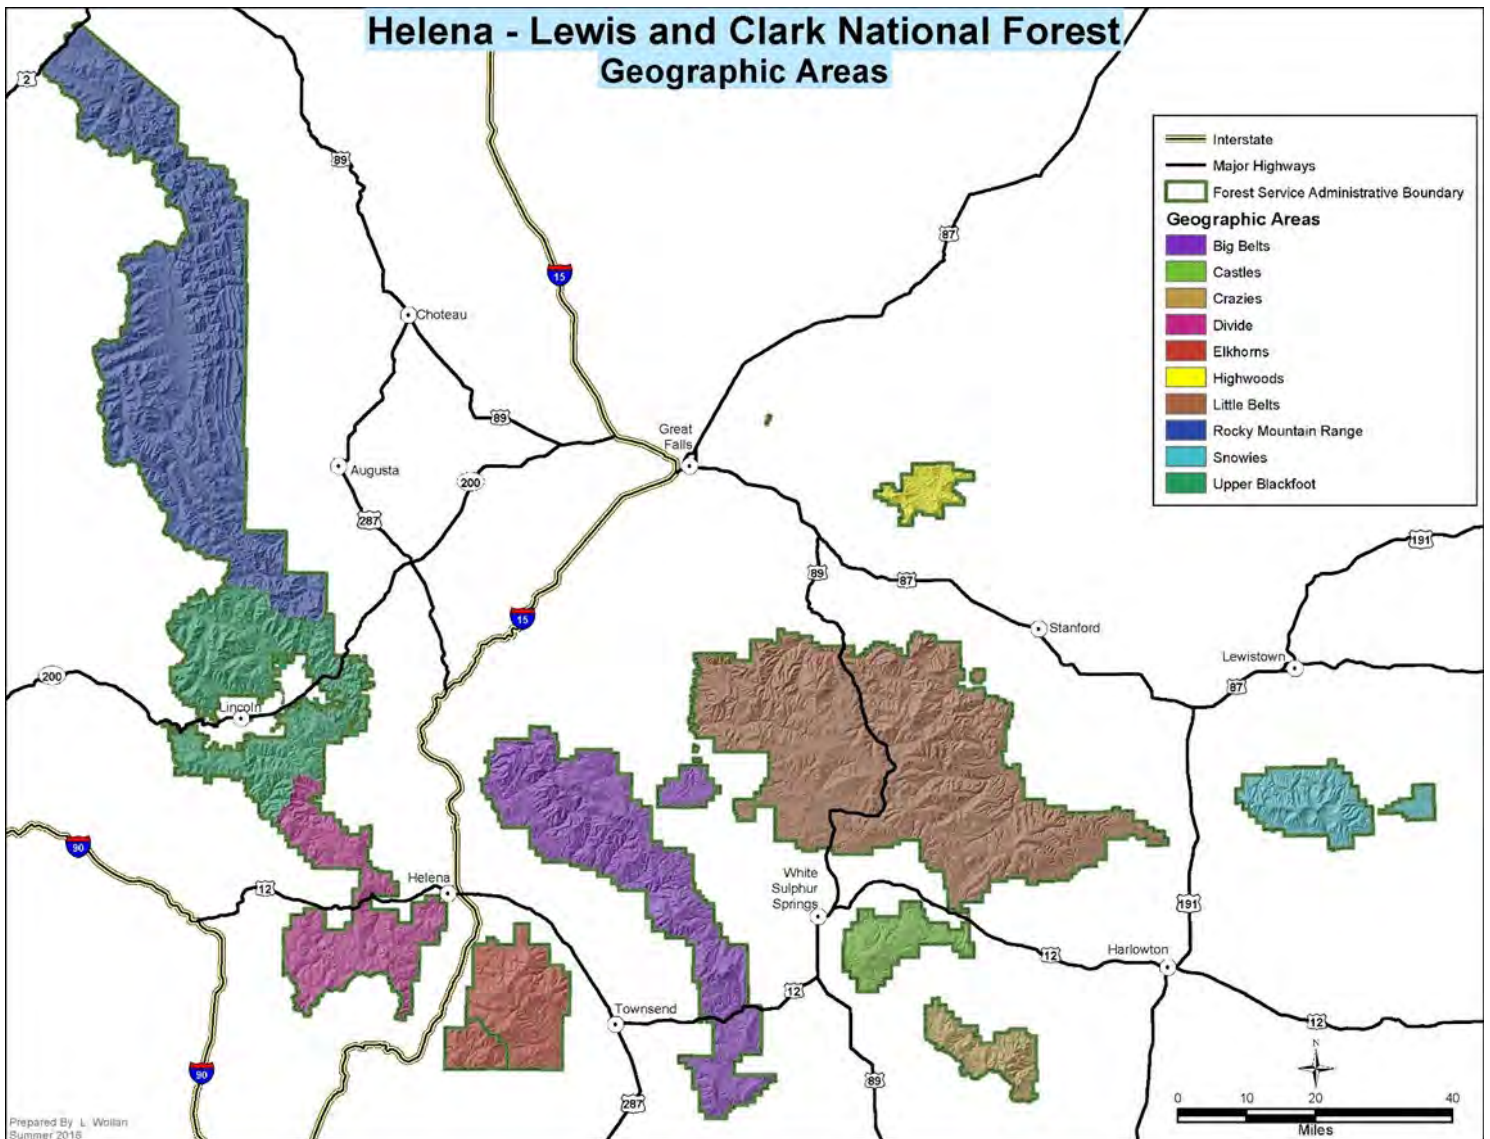 Helena - Lewis and Clark National Forest
Geographic Areas
Interstate
Major Highways
Forest Service Administrative Boundary
Geographic Areas
Big Belts
Castles
Crazies
Divide
Elkhorns
Highwoods
Little Belts
Rocky Mountain Range
Snowies
Upper Blackfoot
2
89
87
15
Choteau
89
Great
Falls
Augusta
200
287
191
89
87
15
Stanford
Lewistown
200
87
Lincoln
90
White
Sulphur
Springs
Helena
12
191
Harlowton
12
12
Townsend
12
N
90
89
287
0 10 20 40
Miles
Prepared By L. Wollan
Summer